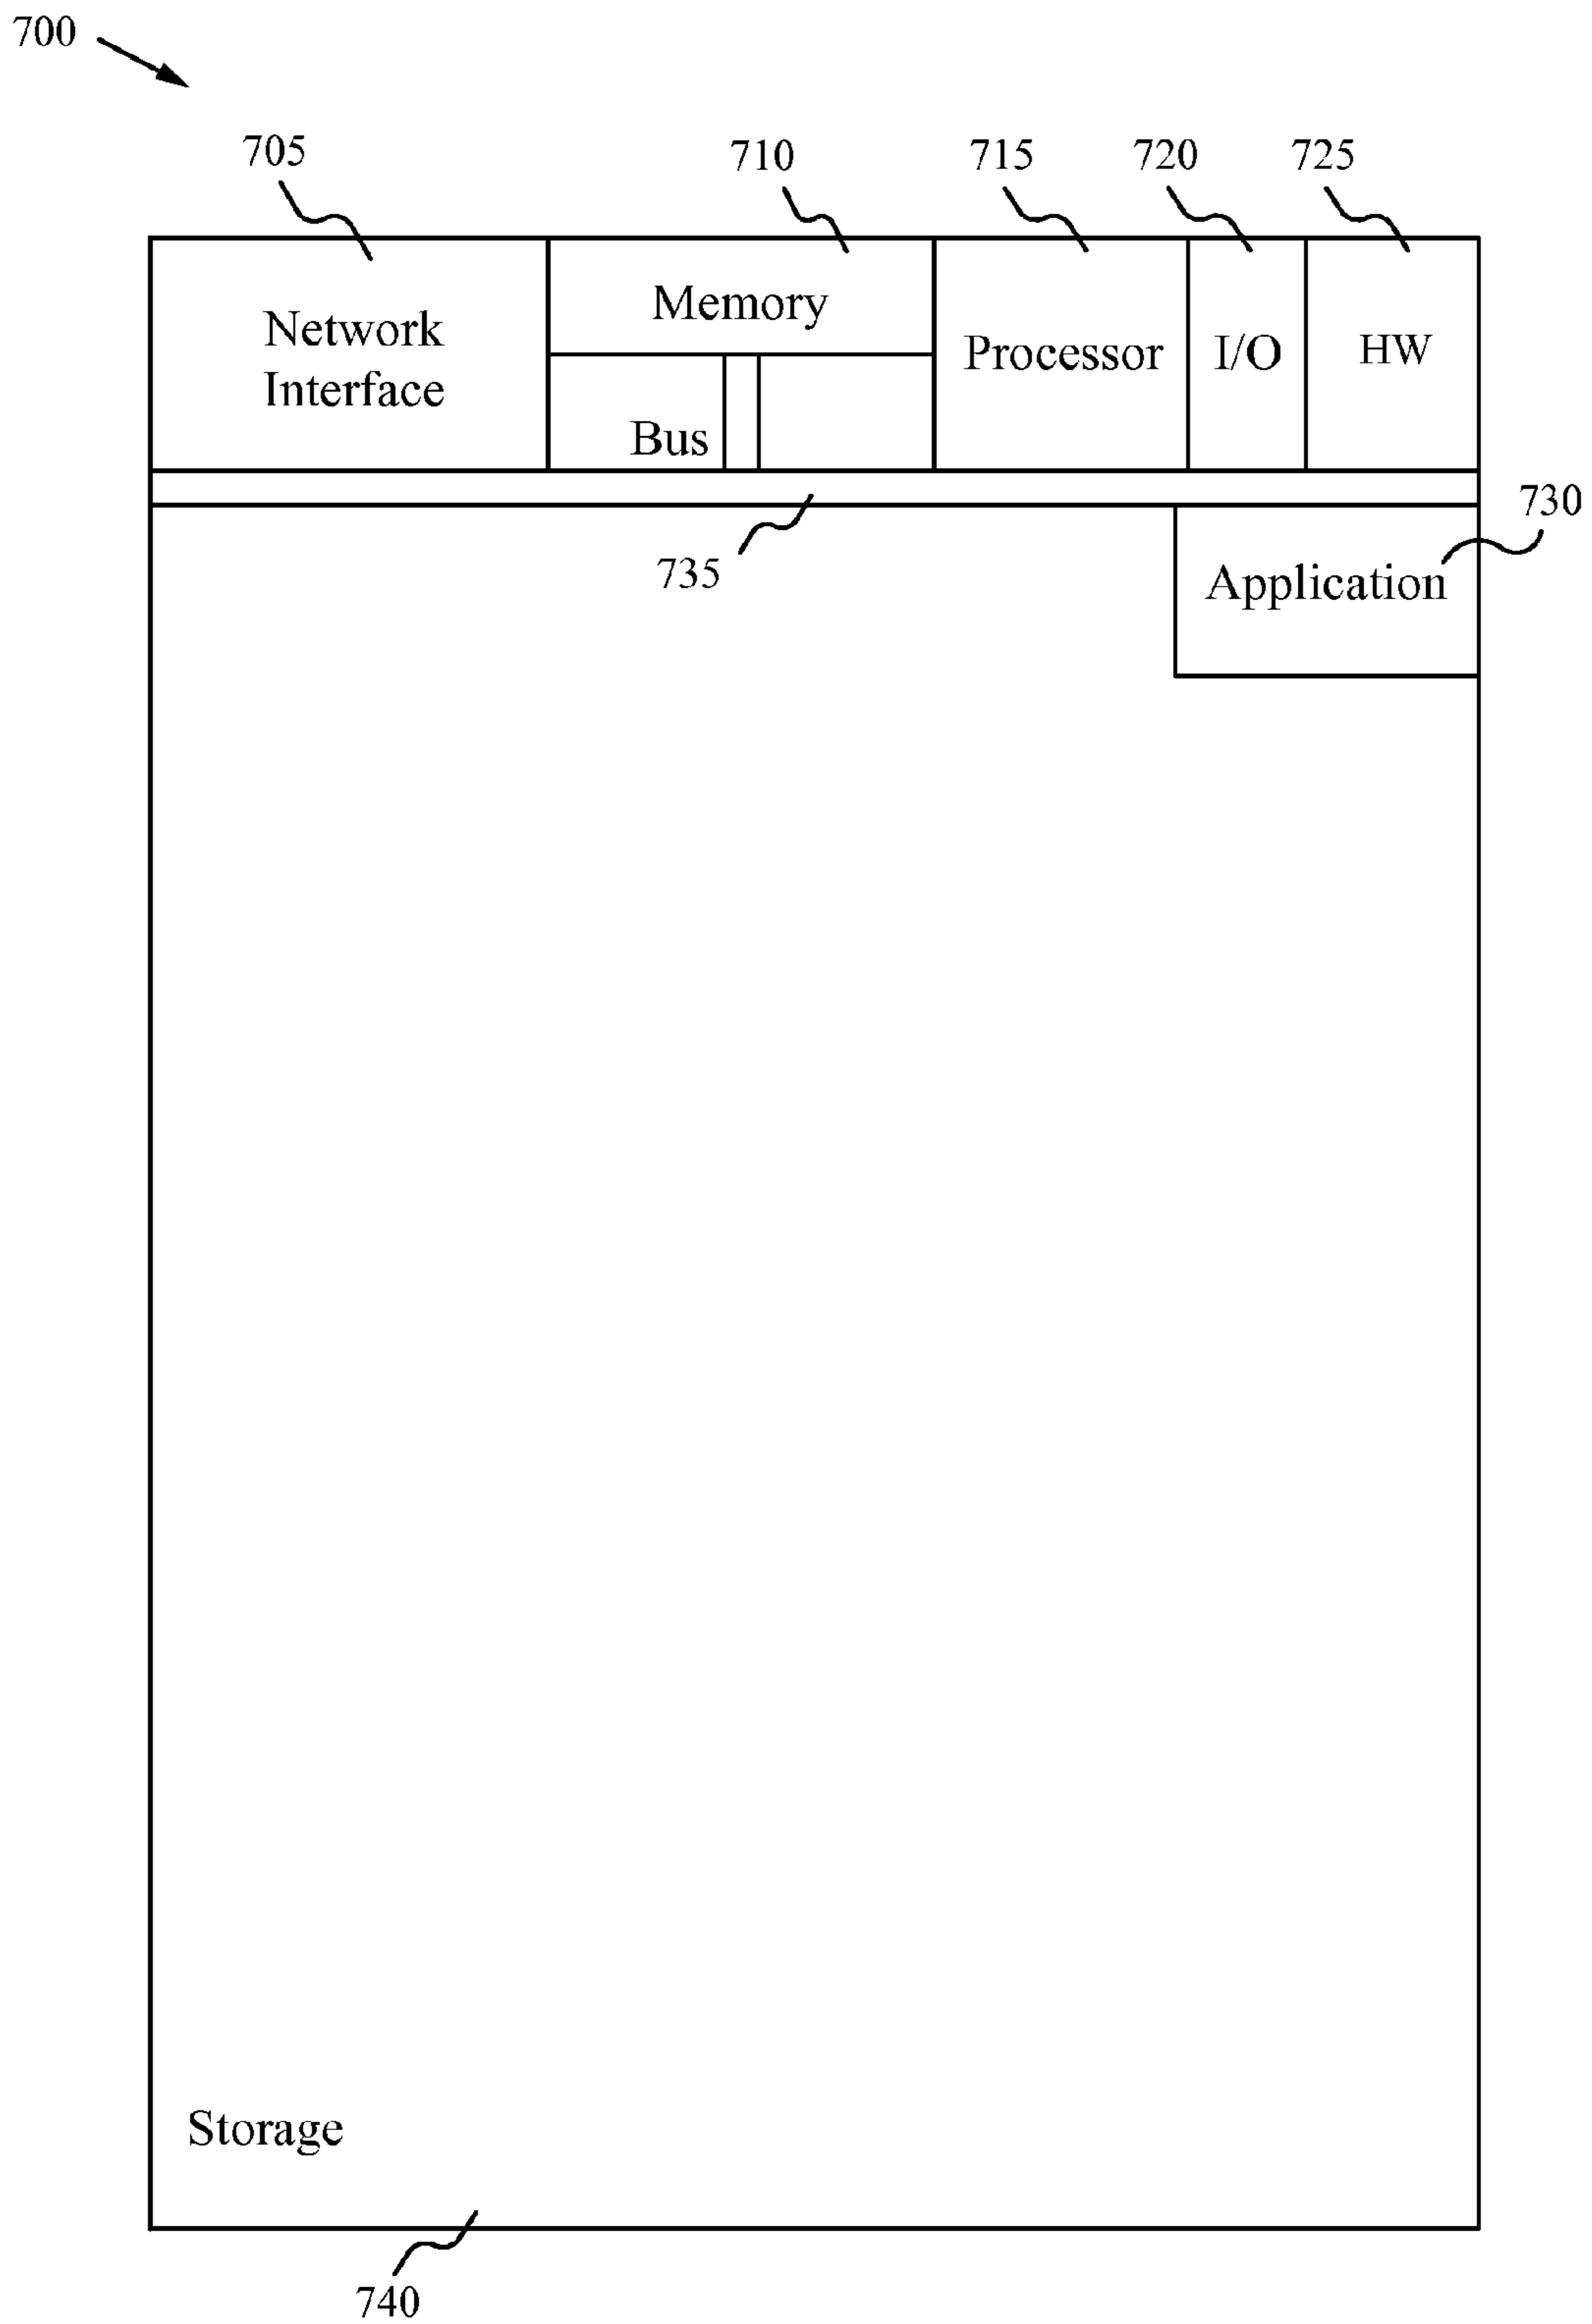 700
705
710
715
720
725
Network
Interface
Memory
Bus
Processor
I/O
HW
730
735
Application
Storage
740